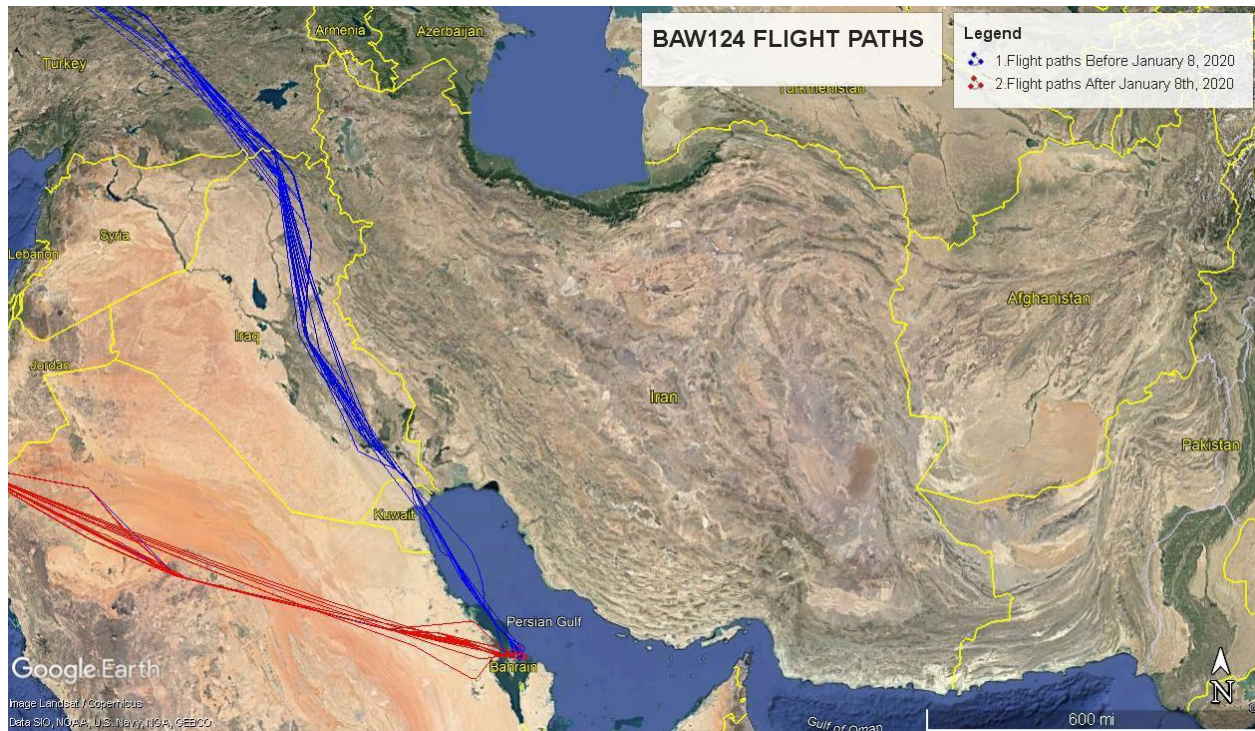 BAW124 FLIGHT PATHS
Legend
1.Flight paths Before January 8, 2020
2.Flight paths After January 8th, 2020
Armenia
Azerbaijan
Turkey
Turkmenistan
Syria
Lebanon
Afghanistan
Iraq
Jordan
Iran
Pakistan
Kuwait
Persian Gulf
Bahrain
Google Earth
N
Image Landsat / Copernicus
Data SIO, NOAA, U.S. Navy, NGA, GEBCO
Gulf of Oman
600 mi